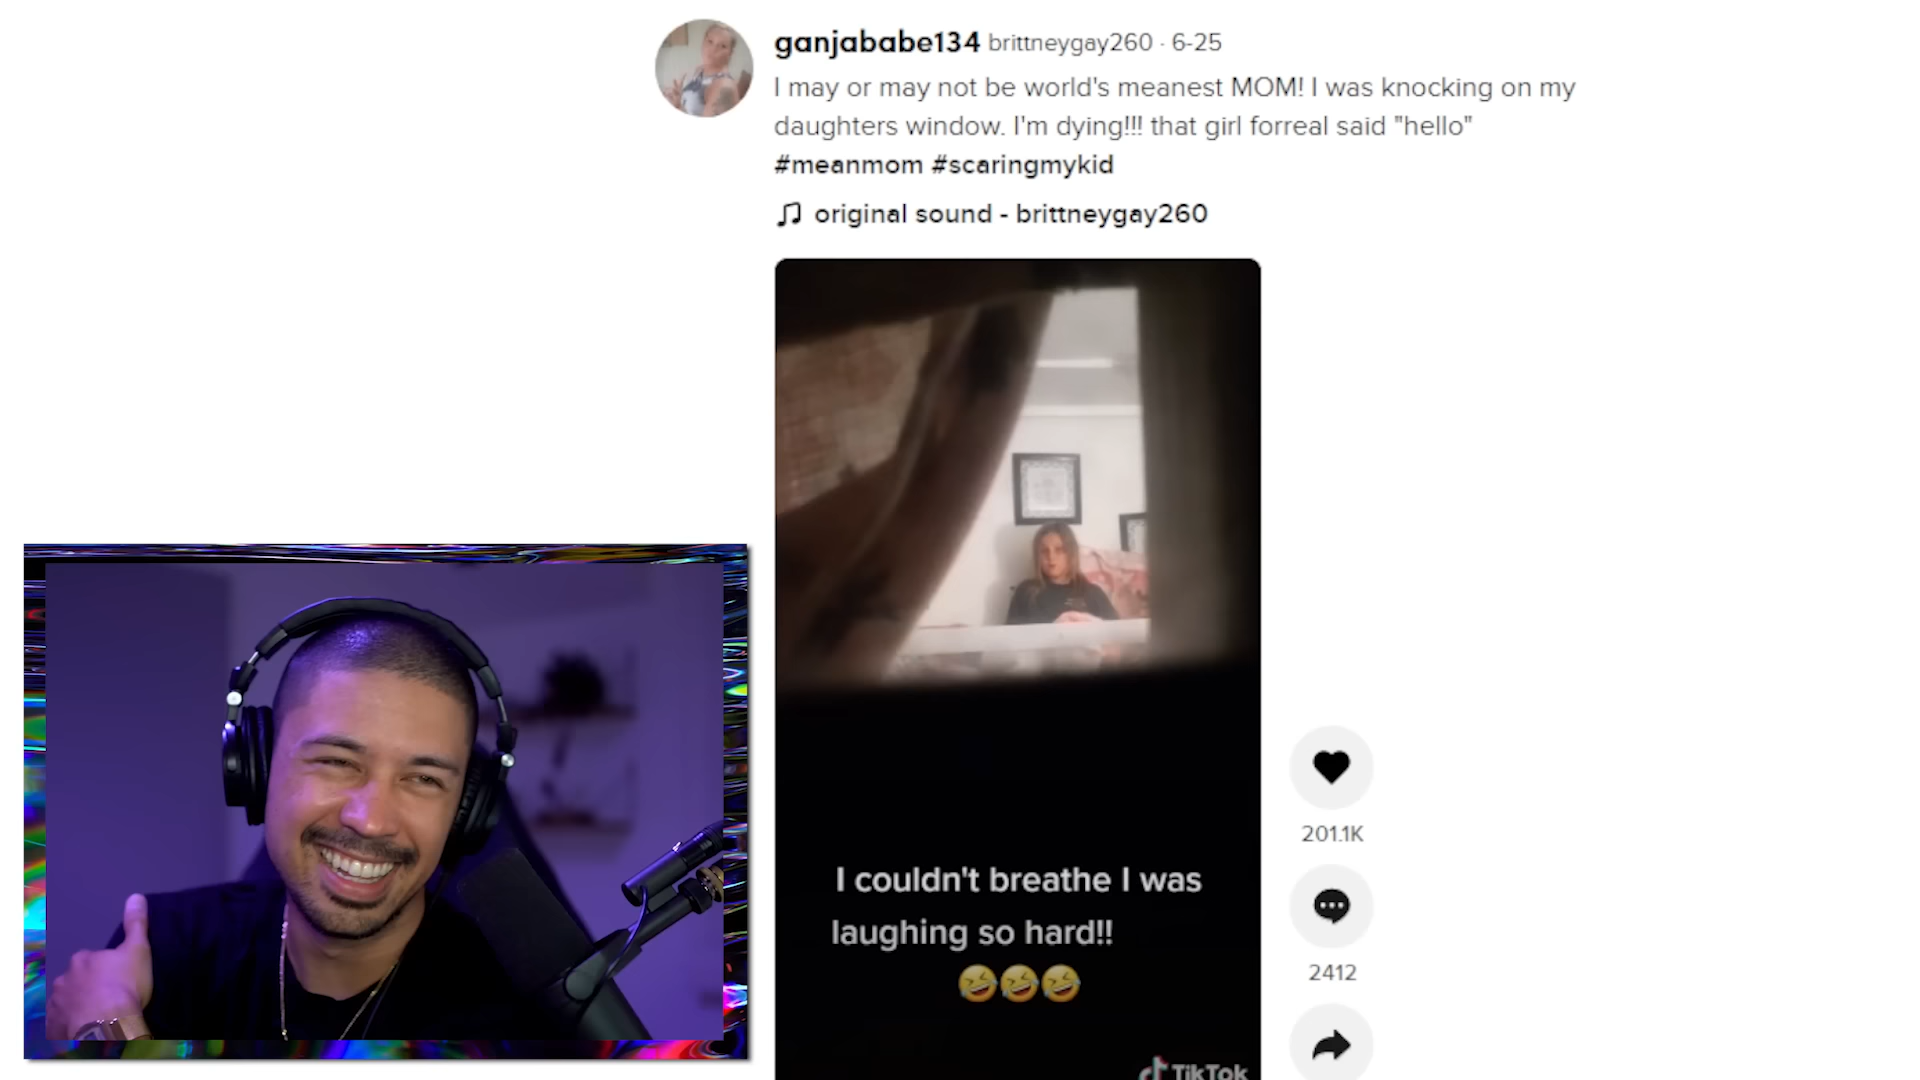 ganjababe134 brittneygay260 · 6-25
I may or may not be world's meanest MOM! I was knocking on my
daughters window. I'm dying!!! that girl forreal said "hello"
#meanmom #scaringmykid
♫ original sound - brittneygay260
I couldn't breathe I was
laughing so hard!!
🤣🤣🤣
201.1K
2412
TikTok